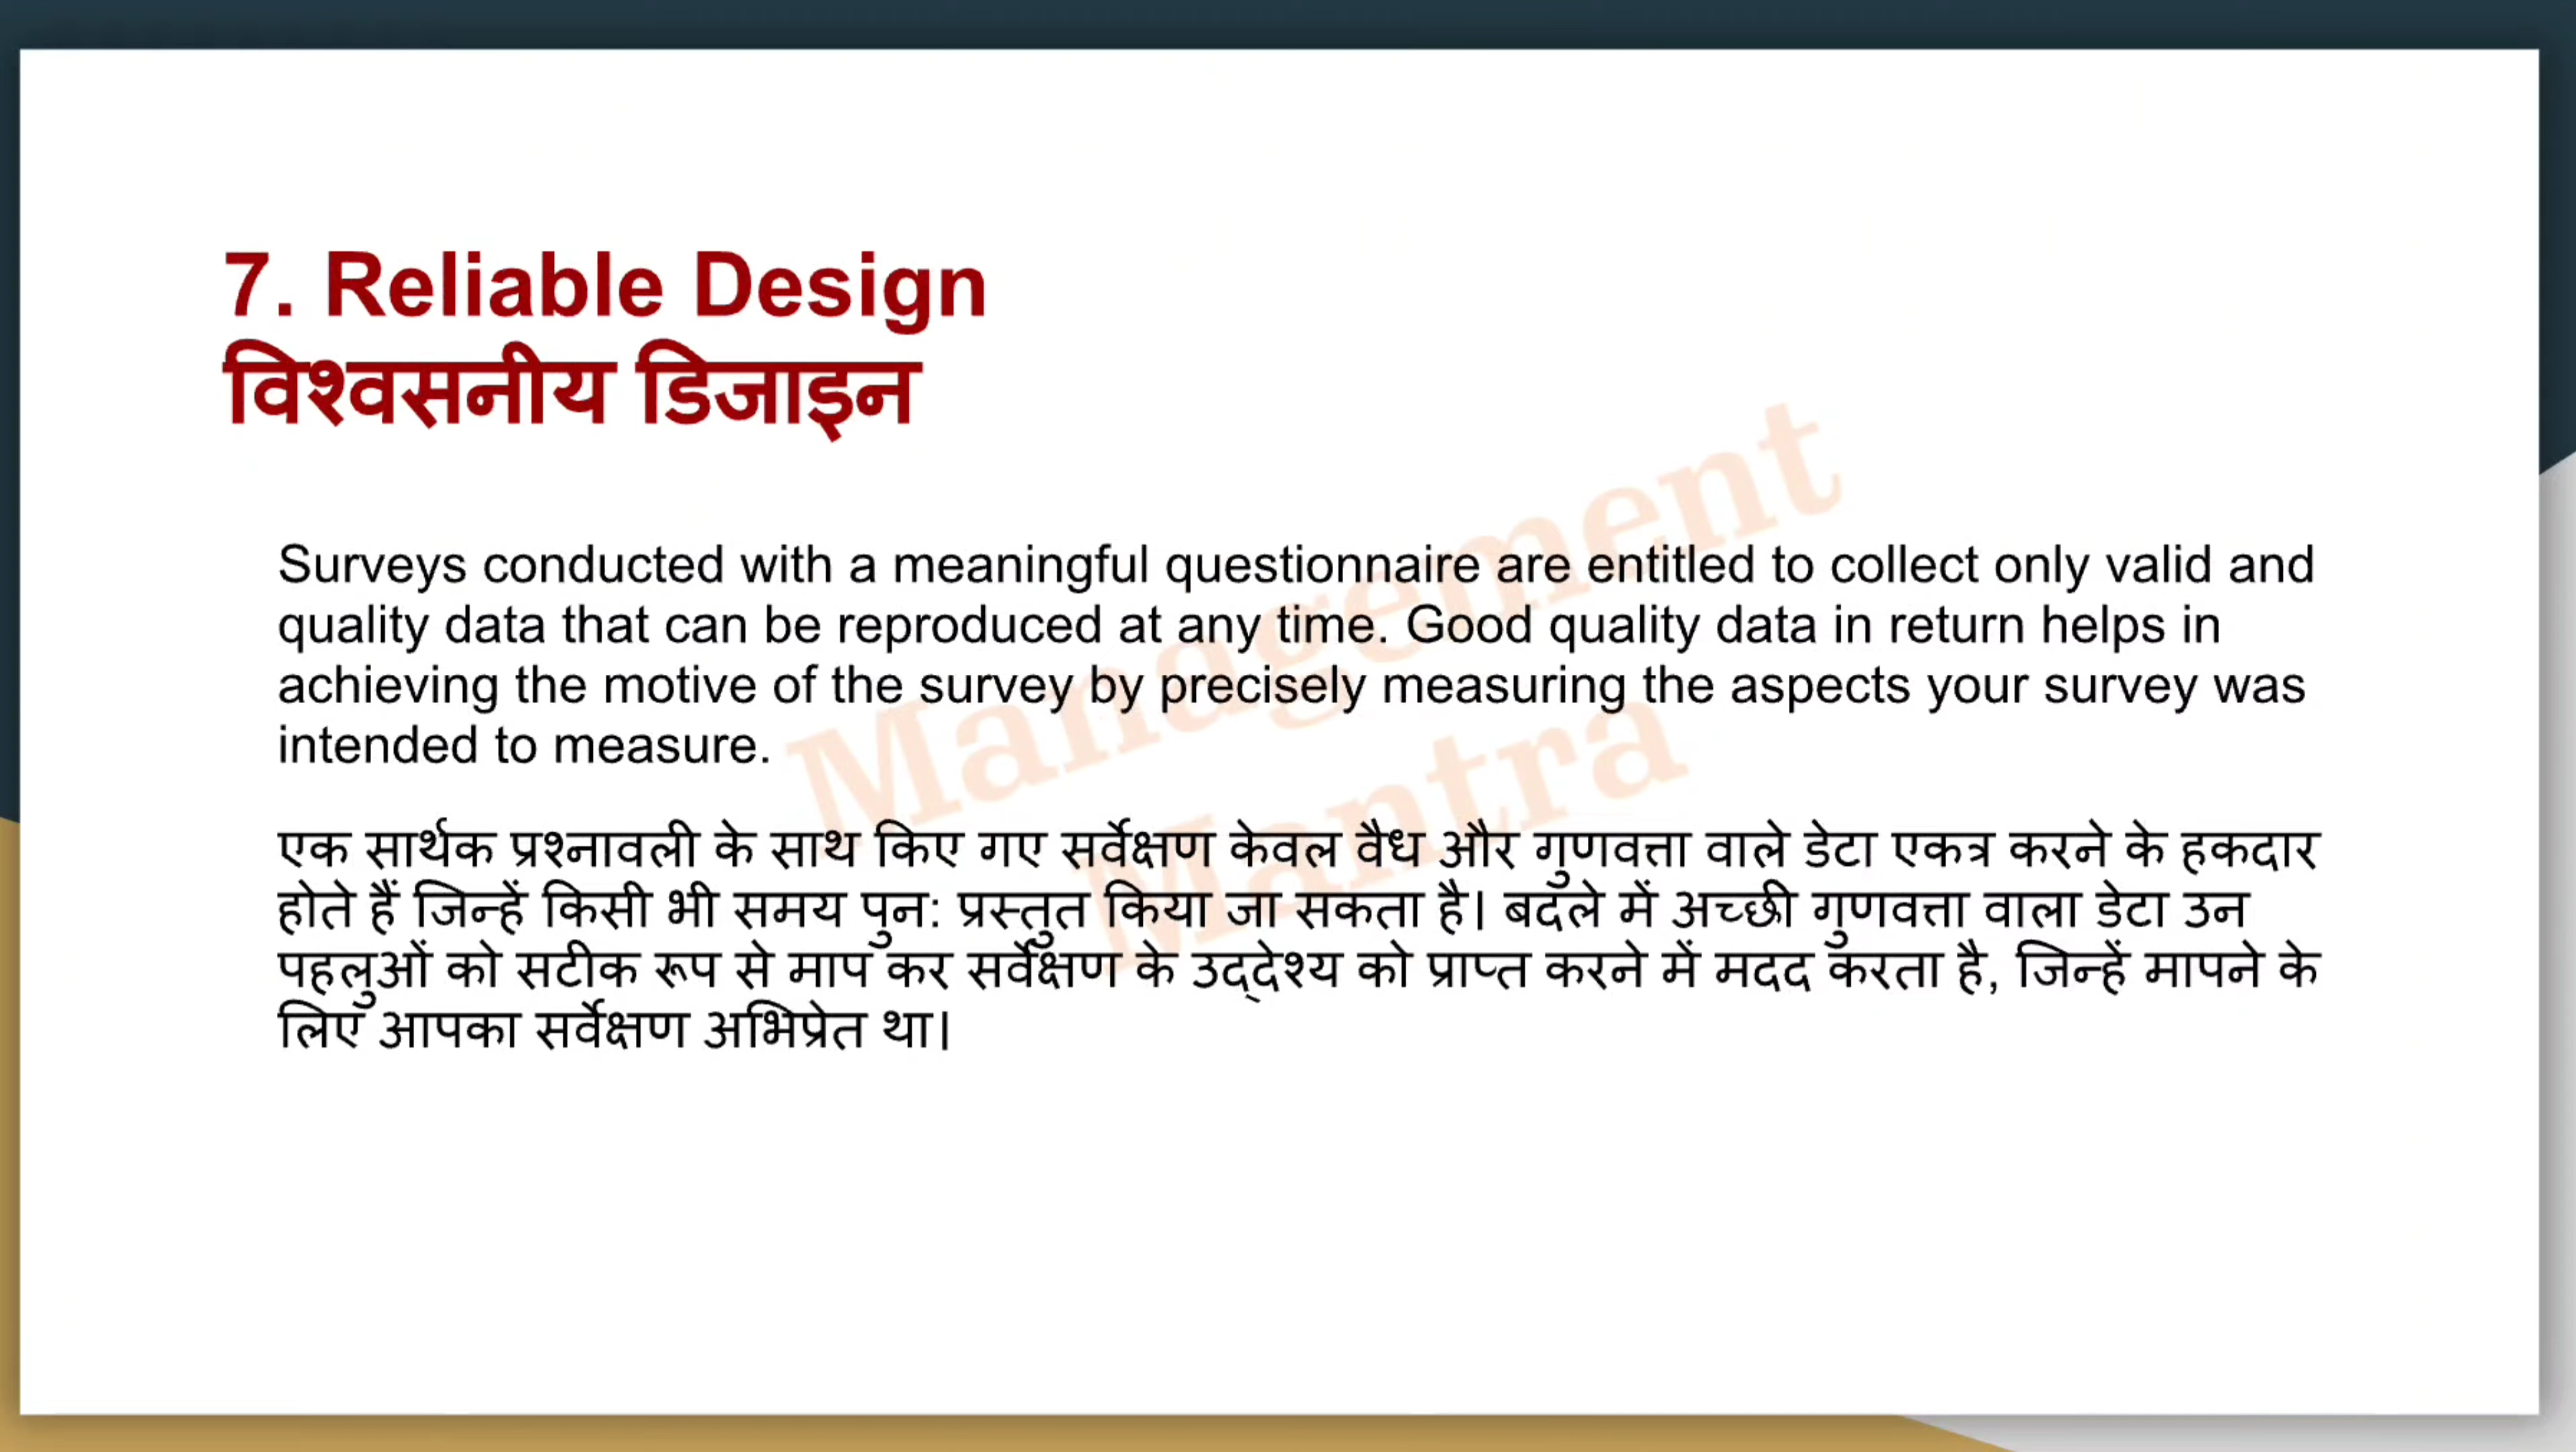 7. Reliable Design
विश्वसनीय डिजाइन
Surveys conducted with a meaningful questionnaire are entitled to collect only valid and
quality data that can be reproduced at any time. Good quality data in return helps in
achieving the motive of the survey by precisely measuring the aspects your survey was
intended to measure.
एक सार्थक प्रश्नावली के साथ किए गए सर्वेक्षण केवल वैध और गुणवत्ता वाले डेटा एकत्र करने के हकदार
होते हैं जिन्हें किसी भी समय पुन: प्रस्तुत किया जा सकता है। बदले में अच्छी गुणवत्ता वाला डेटा उन
पहलुओं को सटीक रूप से माप कर सर्वेक्षण के उद्देश्य को प्राप्त करने में मदद करता है, जिन्हें मापने के
लिए आपका सर्वेक्षण अभिप्रेत था।
Management
Mantra